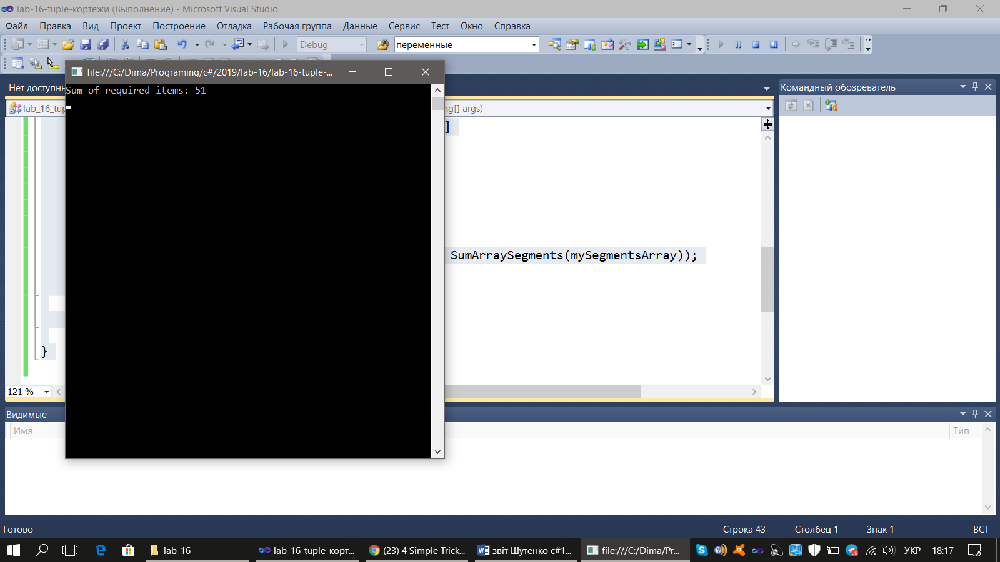 lab-16-tuple-кортежи (Выполнение) - Microsoft Visual Studio
Файл Правка Вид Проект Построение Отладка Рабочая группа Данные Сервис Тест Окно Справка
Debug переменные
file:///C:/Dima/Programing/c#/2019/lab-16/lab-16-tuple-...
Sum of required items: 51
Нет доступны
Командный обозреватель
lab_16_tup ng[] args)
]
SumArraySegments(mySegmentsArray));
}
121 %
Видимые
Имя Тип
Готово Строка 43 Столбец 1 Знак 1 ВСТ
lab-16 lab-16-tuple-корт... (23) 4 Simple Trick... звіт Шутенко c#1... file:///C:/Dima/Pr... УКР 18:17